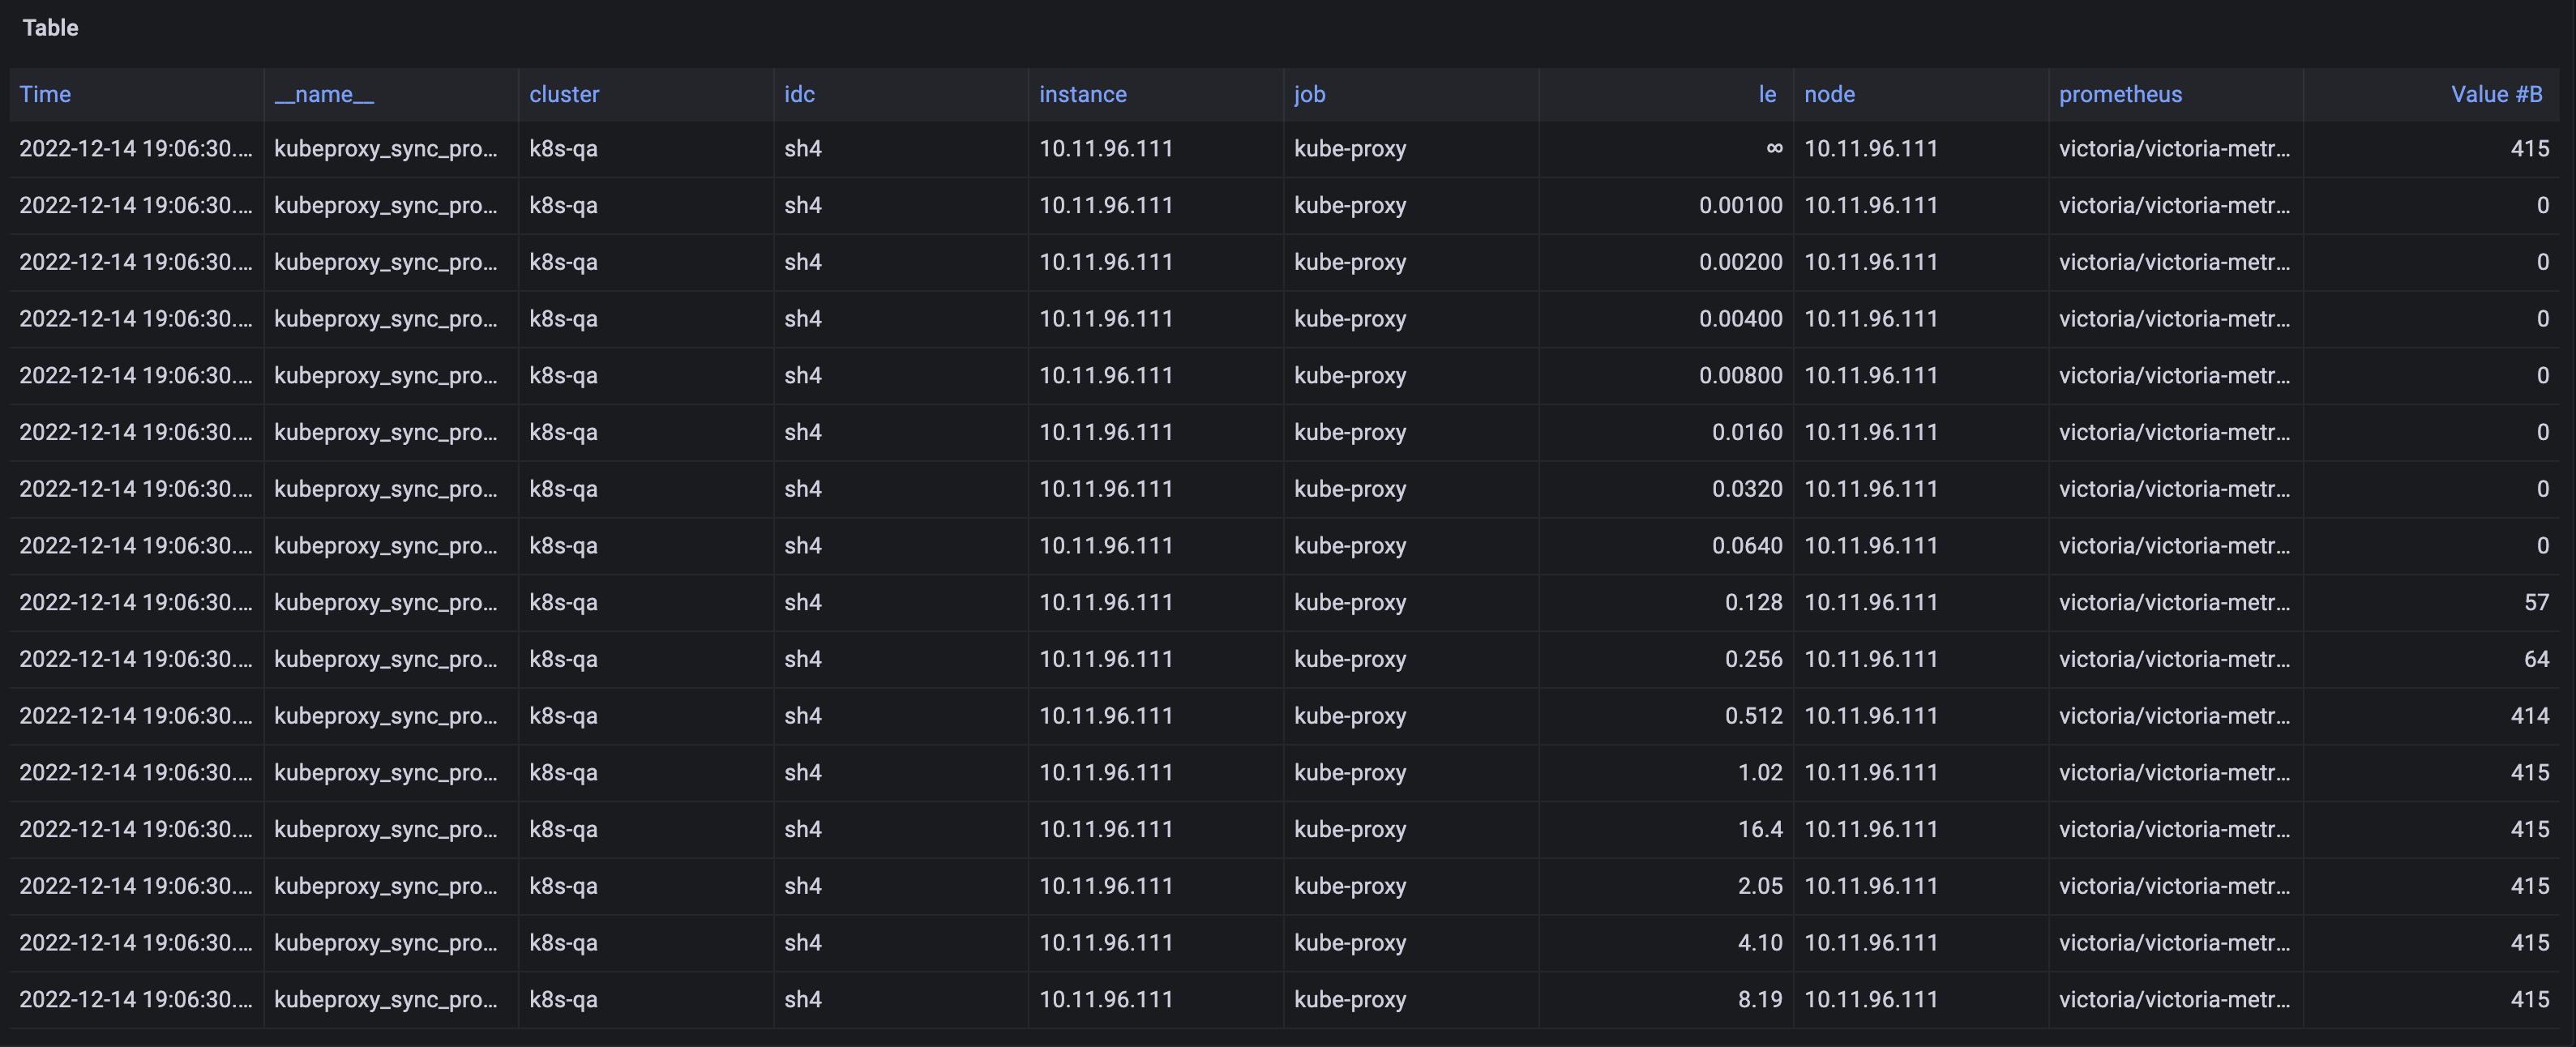 Table
Time __name__ cluster idc instance job le node prometheus Value #B
2022-12-14 19:06:30.... kubeproxy_sync_pro... k8s-qa sh4 10.11.96.111 kube-proxy ∞ 10.11.96.111 victoria/victoria-metr... 415
2022-12-14 19:06:30.... kubeproxy_sync_pro... k8s-qa sh4 10.11.96.111 kube-proxy 0.00100 10.11.96.111 victoria/victoria-metr... 0
2022-12-14 19:06:30.... kubeproxy_sync_pro... k8s-qa sh4 10.11.96.111 kube-proxy 0.00200 10.11.96.111 victoria/victoria-metr... 0
2022-12-14 19:06:30.... kubeproxy_sync_pro... k8s-qa sh4 10.11.96.111 kube-proxy 0.00400 10.11.96.111 victoria/victoria-metr... 0
2022-12-14 19:06:30.... kubeproxy_sync_pro... k8s-qa sh4 10.11.96.111 kube-proxy 0.00800 10.11.96.111 victoria/victoria-metr... 0
2022-12-14 19:06:30.... kubeproxy_sync_pro... k8s-qa sh4 10.11.96.111 kube-proxy 0.0160 10.11.96.111 victoria/victoria-metr... 0
2022-12-14 19:06:30.... kubeproxy_sync_pro... k8s-qa sh4 10.11.96.111 kube-proxy 0.0320 10.11.96.111 victoria/victoria-metr... 0
2022-12-14 19:06:30.... kubeproxy_sync_pro... k8s-qa sh4 10.11.96.111 kube-proxy 0.0640 10.11.96.111 victoria/victoria-metr... 0
2022-12-14 19:06:30.... kubeproxy_sync_pro... k8s-qa sh4 10.11.96.111 kube-proxy 0.128 10.11.96.111 victoria/victoria-metr... 57
2022-12-14 19:06:30.... kubeproxy_sync_pro... k8s-qa sh4 10.11.96.111 kube-proxy 0.256 10.11.96.111 victoria/victoria-metr... 64
2022-12-14 19:06:30.... kubeproxy_sync_pro... k8s-qa sh4 10.11.96.111 kube-proxy 0.512 10.11.96.111 victoria/victoria-metr... 414
2022-12-14 19:06:30.... kubeproxy_sync_pro... k8s-qa sh4 10.11.96.111 kube-proxy 1.02 10.11.96.111 victoria/victoria-metr... 415
2022-12-14 19:06:30.... kubeproxy_sync_pro... k8s-qa sh4 10.11.96.111 kube-proxy 16.4 10.11.96.111 victoria/victoria-metr... 415
2022-12-14 19:06:30.... kubeproxy_sync_pro... k8s-qa sh4 10.11.96.111 kube-proxy 2.05 10.11.96.111 victoria/victoria-metr... 415
2022-12-14 19:06:30.... kubeproxy_sync_pro... k8s-qa sh4 10.11.96.111 kube-proxy 4.10 10.11.96.111 victoria/victoria-metr... 415
2022-12-14 19:06:30.... kubeproxy_sync_pro... k8s-qa sh4 10.11.96.111 kube-proxy 8.19 10.11.96.111 victoria/victoria-metr... 415